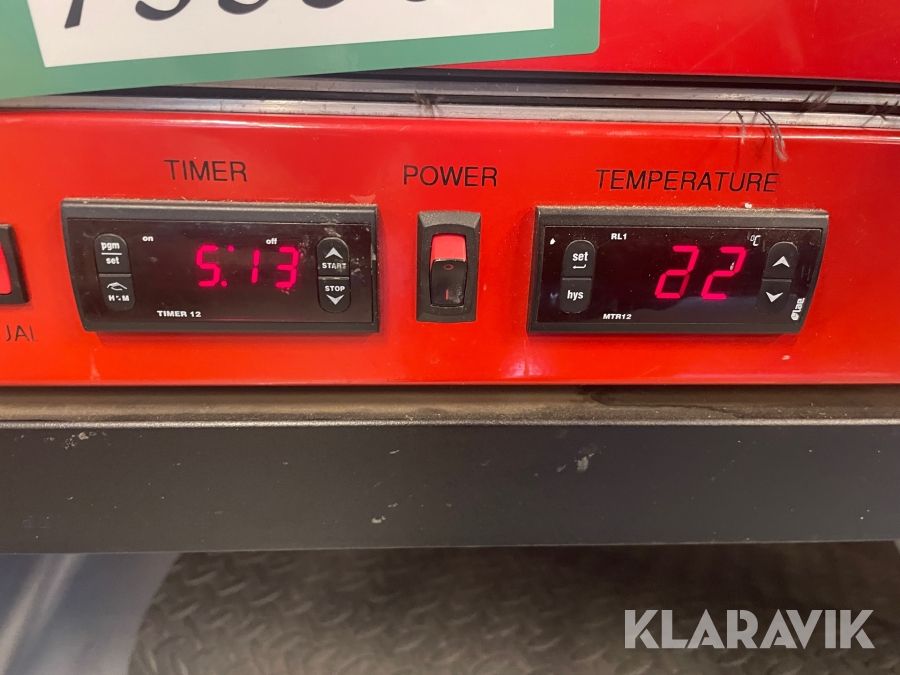 TIMER
POWER
TEMPERATURE
pgm
set
on
off
5:13
START
STOP
H M
TIMER 12
RL1
set
hys
22
°C
MTR12
UAL
KLARAVIK